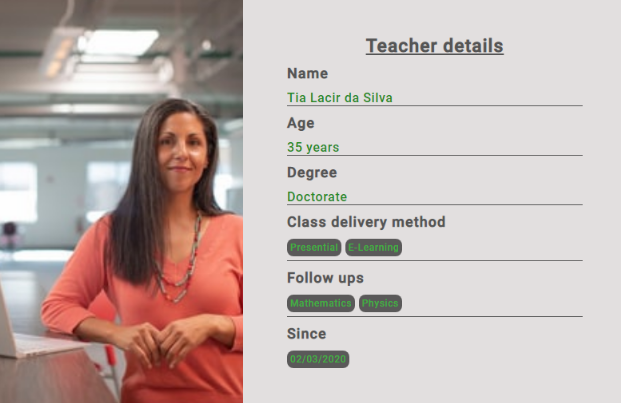 Teacher details
Name
Tia Lacir da Silva
Age
35 years
Degree
Doctorate
Class delivery method
Presential E-Learning
Follow ups
Mathematics Physics
Since
02/03/2020